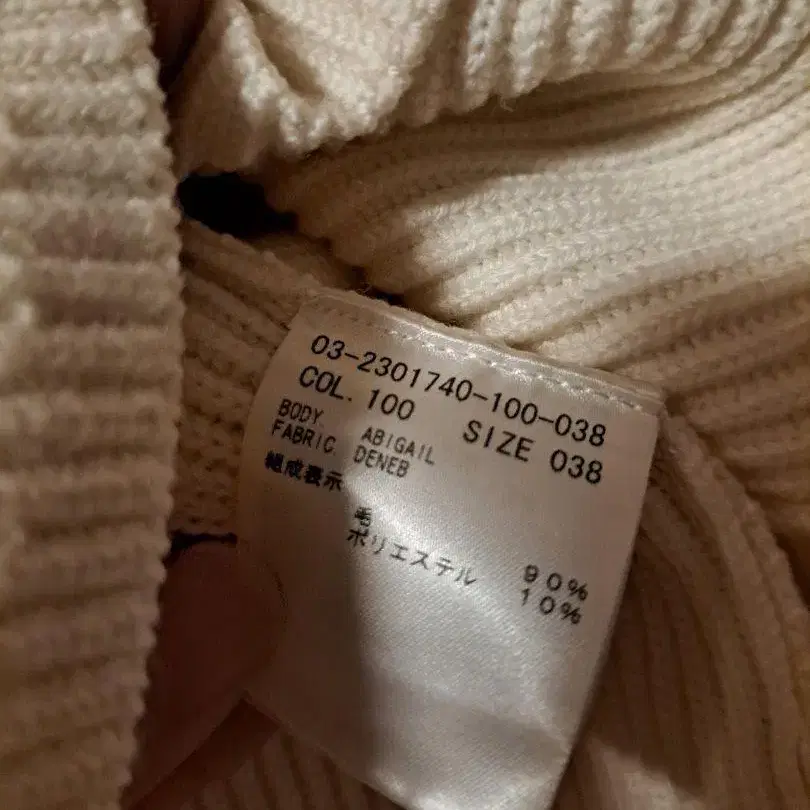 03-2301740-100-038
COL. 100 SIZE 038
BODY ABIGAIL
FABRIC DENEB
組成表示
毛 90%
ポリエステル 10%